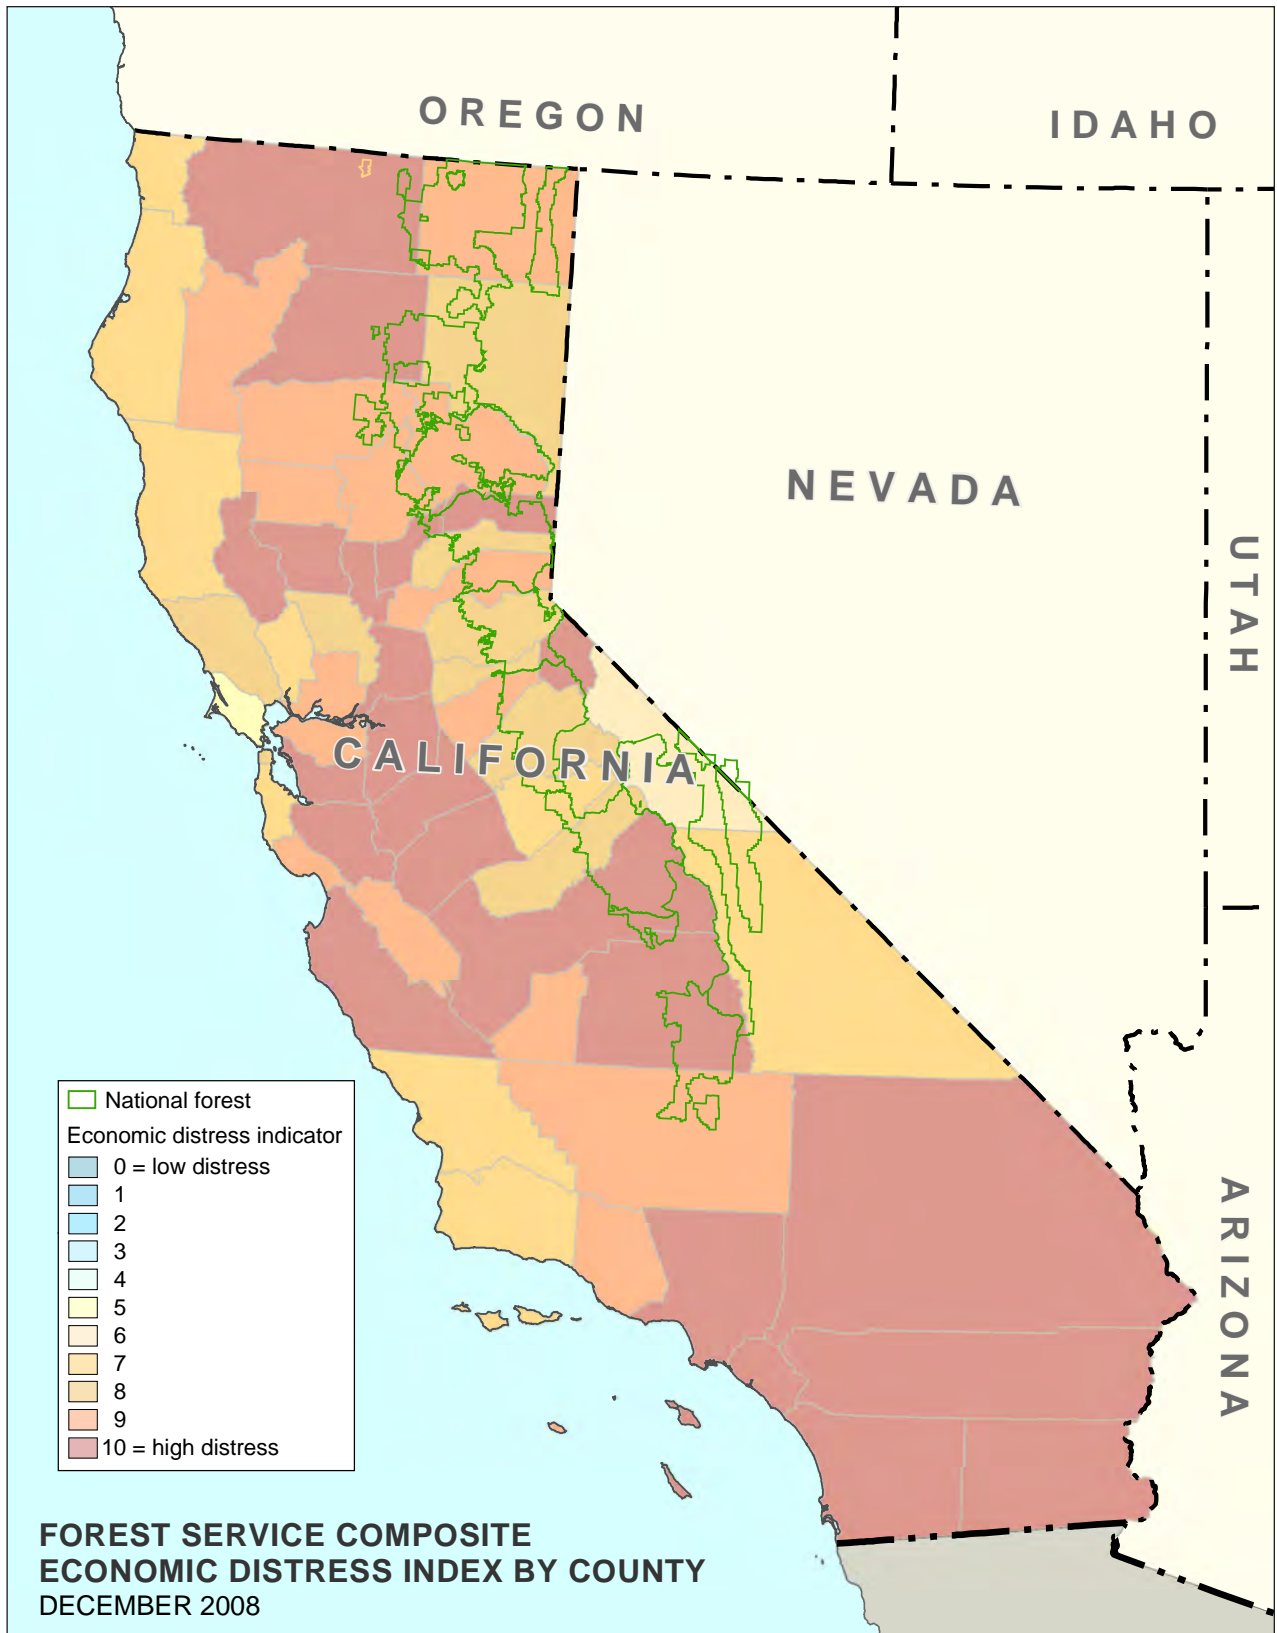 OREGON
IDAHO
NEVADA
UTAH
CALIFORNIA
ARIZONA
National forest
Economic distress indicator
0 = low distress
1
2
3
4
5
6
7
8
9
10 = high distress
FOREST SERVICE COMPOSITE
ECONOMIC DISTRESS INDEX BY COUNTY
DECEMBER 2008